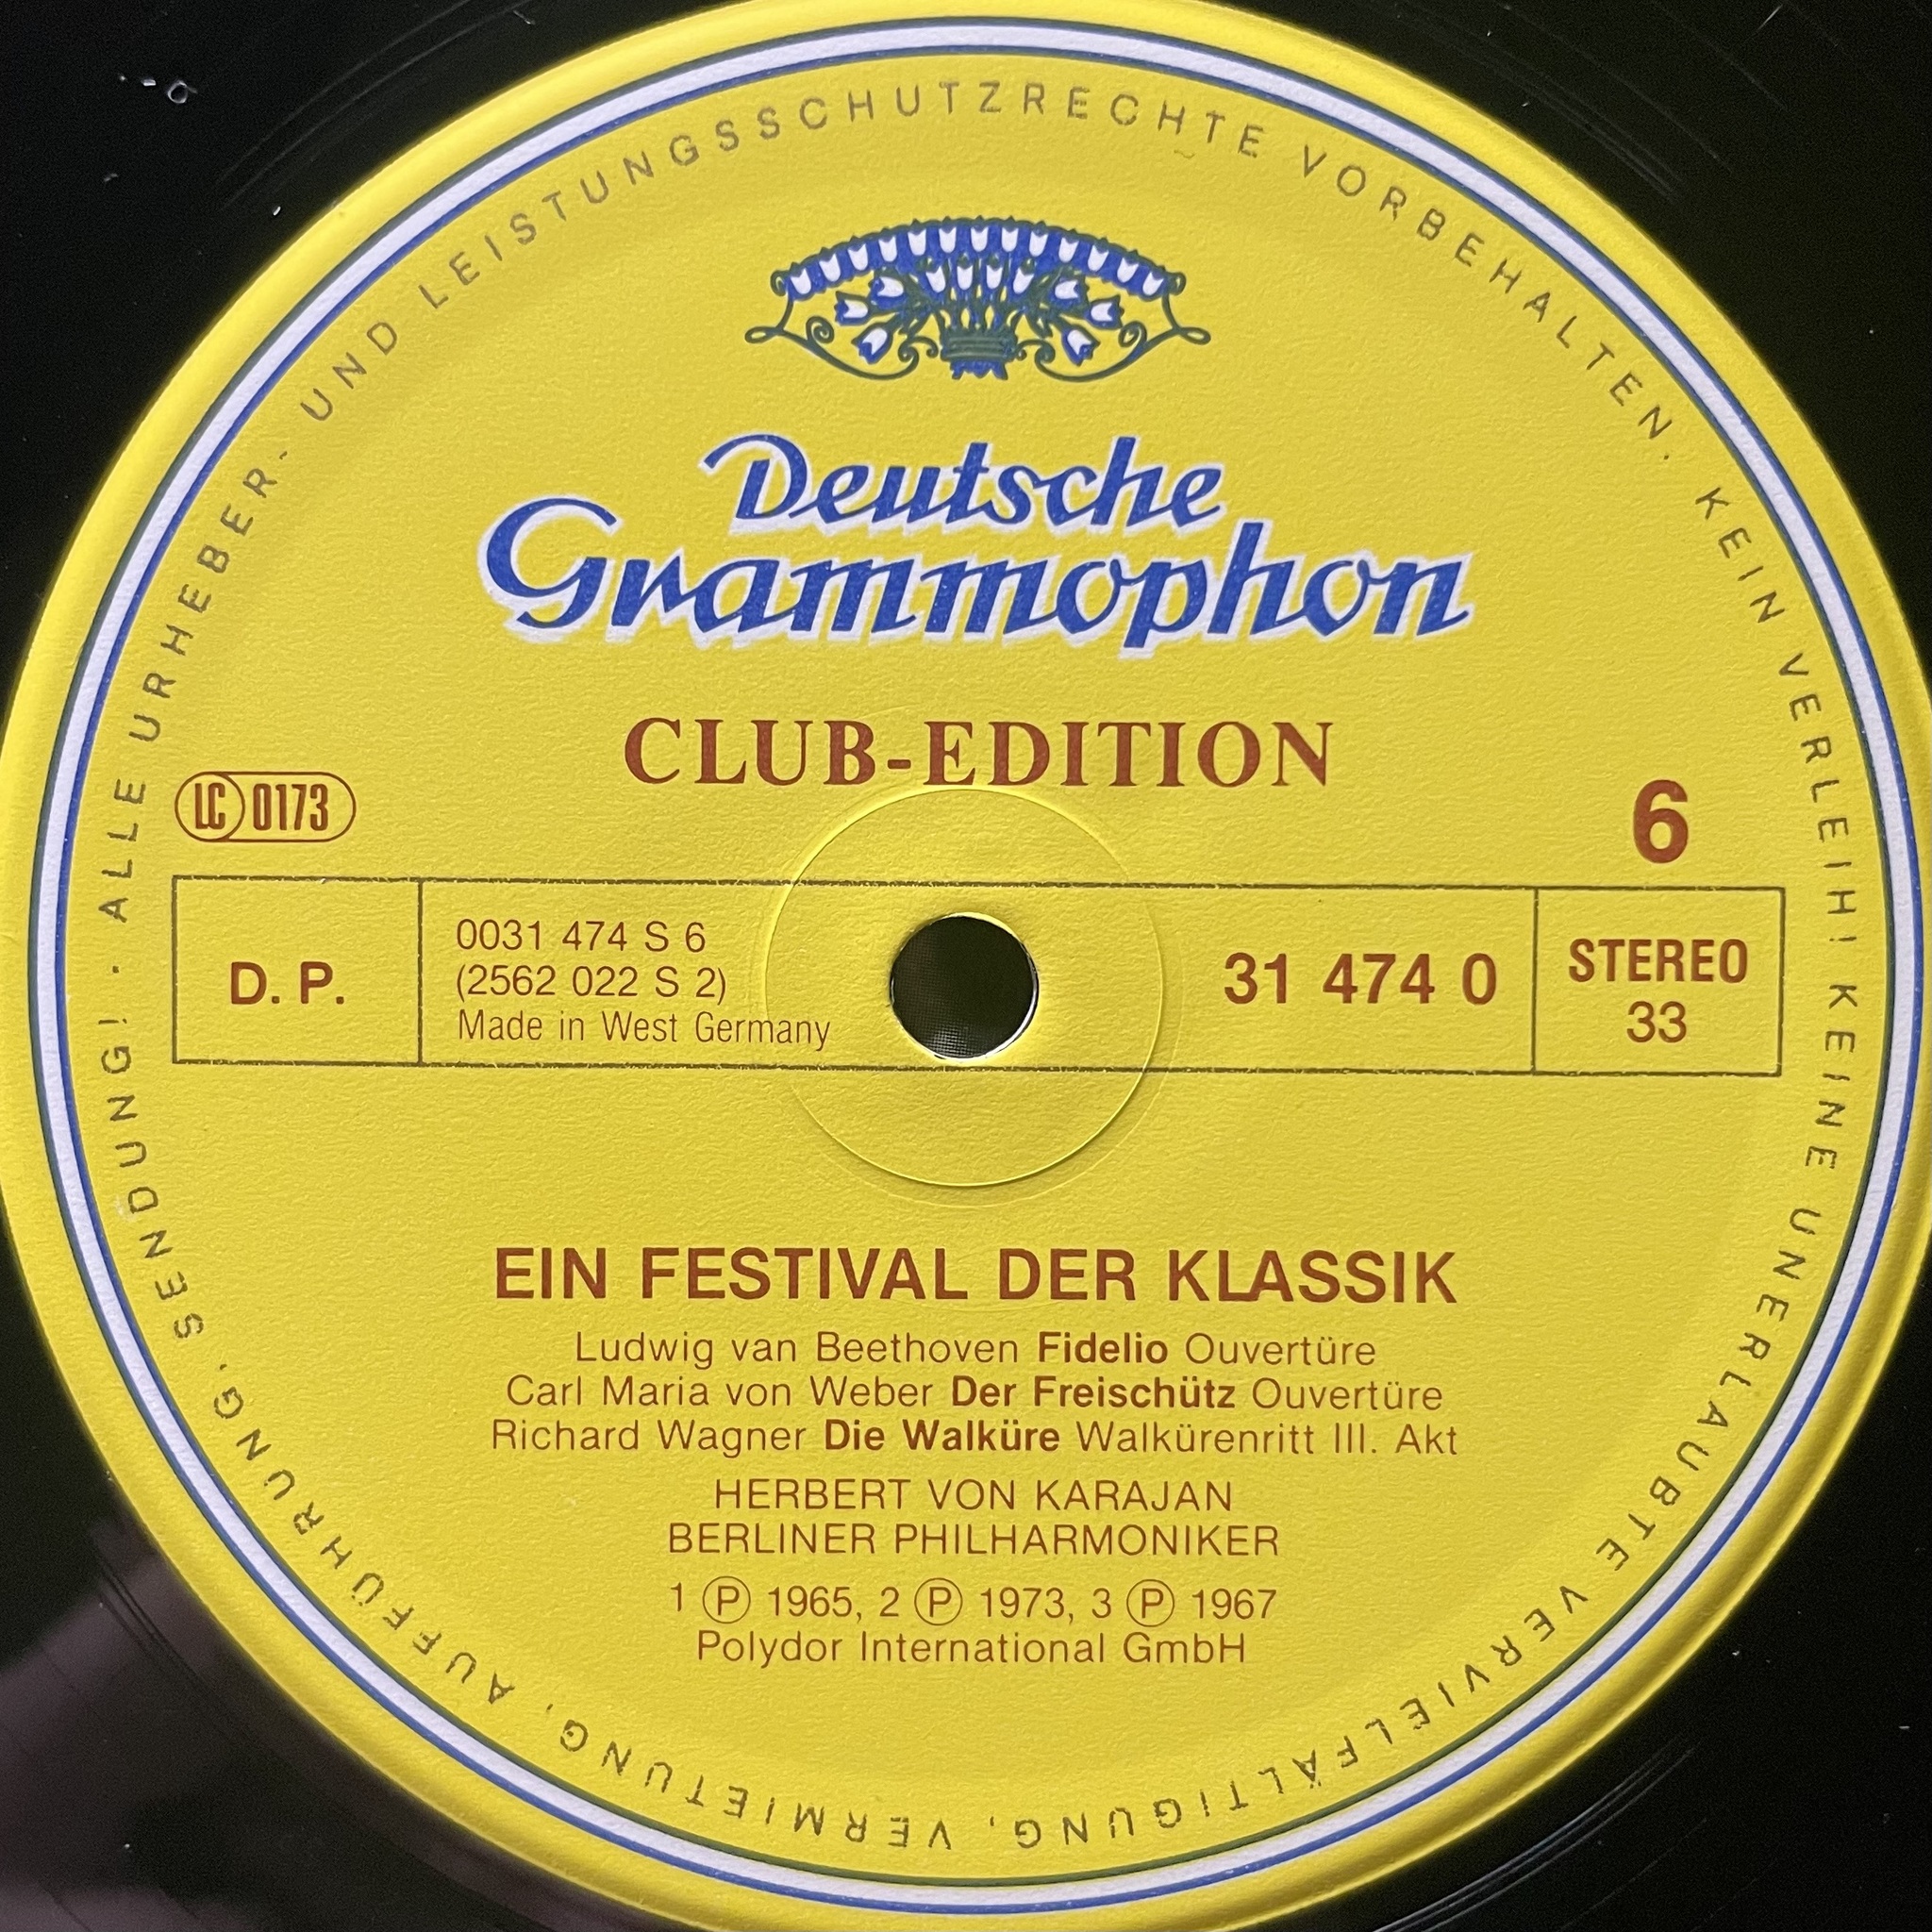 ALLE URHEBER- UND LEISTUNGSSCHUTZRECHTE VORBEHALTEN. KEIN VERLEIH! KEINE UNERLAUBTE VERVIELFÄLTIGUNG, VERMIETUNG, AUFFÜHRUNG, SENDUNG! ·
Deutsche
Grammophon
CLUB-EDITION
LC 0173
6
D. P.
0031 474 S 6
(2562 022 S 2)
Made in West Germany
31 474 0
STEREO
33
EIN FESTIVAL DER KLASSIK
Ludwig van Beethoven Fidelio Ouvertüre
Carl Maria von Weber Der Freischütz Ouvertüre
Richard Wagner Die Walküre Walkürenritt III. Akt
HERBERT VON KARAJAN
BERLINER PHILHARMONIKER
1 Ⓟ 1965, 2 Ⓟ 1973, 3 Ⓟ 1967
Polydor International GmbH